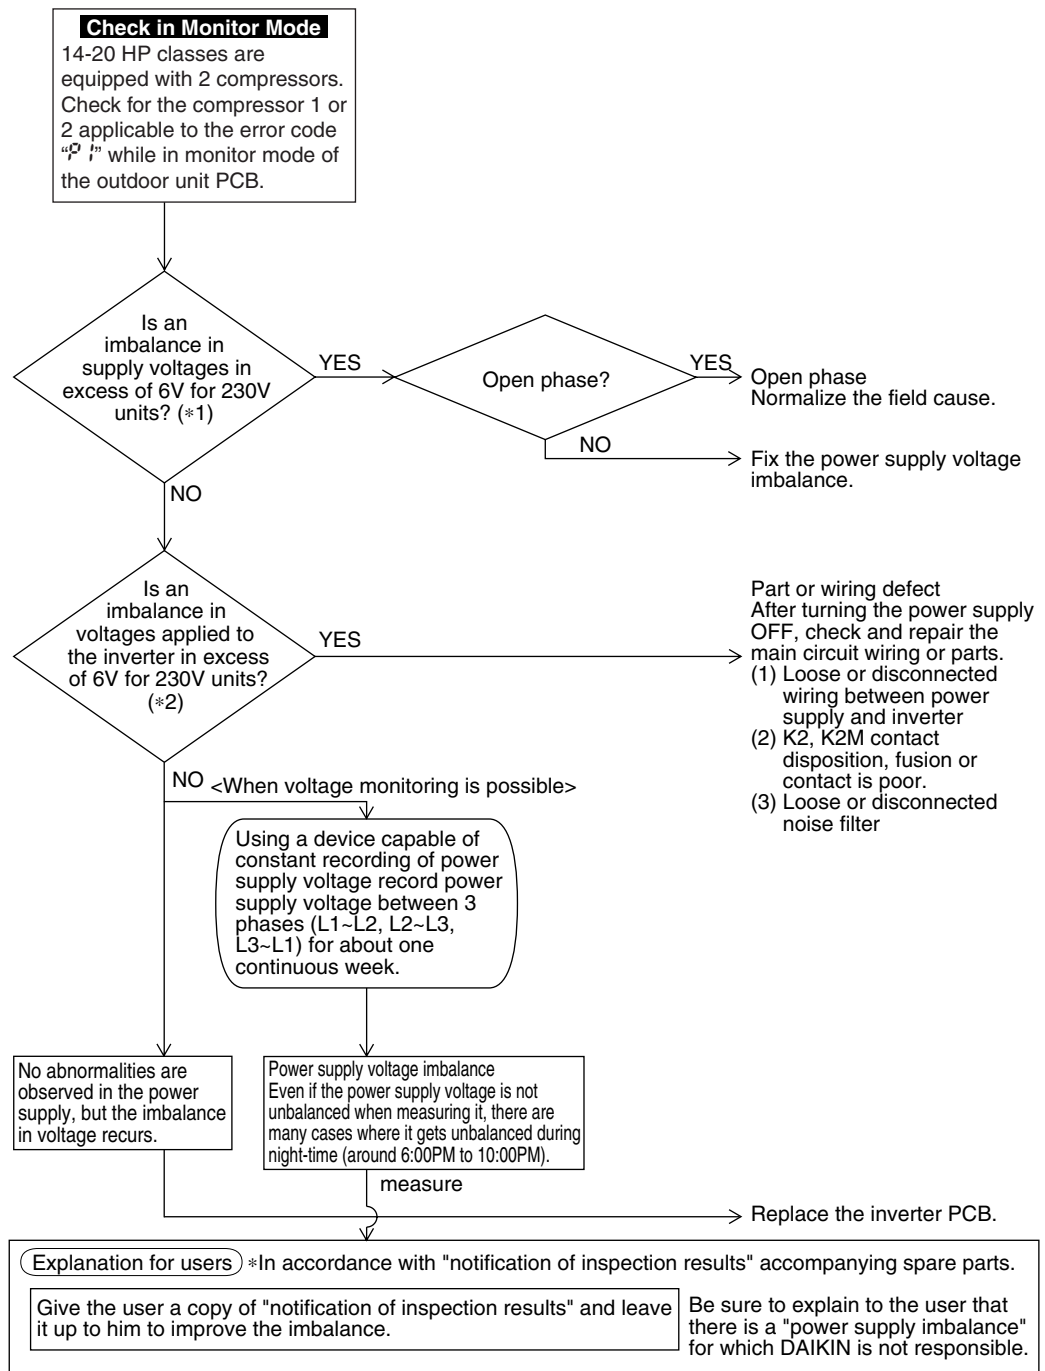 Check in Monitor Mode
14-20 HP classes are
equipped with 2 compressors.
Check for the compressor 1 or
2 applicable to the error code
“P1” while in monitor mode of
the outdoor unit PCB.
Is an
imbalance in
supply voltages in
excess of 6V for 230V
units? (*1)
YES
Open phase?
YES
Open phase
Normalize the field cause.
NO
Fix the power supply voltage
imbalance.
NO
Is an
imbalance in
voltages applied to
the inverter in excess
of 6V for 230V units?
(*2)
YES
Part or wiring defect
After turning the power supply
OFF, check and repair the
main circuit wiring or parts.
(1) Loose or disconnected
wiring between power
supply and inverter
(2) K2, K2M contact
disposition, fusion or
contact is poor.
(3) Loose or disconnected
noise filter
NO
<When voltage monitoring is possible>
Using a device capable of
constant recording of power
supply voltage record power
supply voltage between 3
phases (L1~L2, L2~L3,
L3~L1) for about one
continuous week.
No abnormalities are
observed in the power
supply, but the imbalance
in voltage recurs.
Power supply voltage imbalance
Even if the power supply voltage is not
unbalanced when measuring it, there are
many cases where it gets unbalanced during
night-time (around 6:00PM to 10:00PM).
measure
Replace the inverter PCB.
Explanation for users *In accordance with "notification of inspection results" accompanying spare parts.
Give the user a copy of "notification of inspection results" and leave
it up to him to improve the imbalance.
Be sure to explain to the user that
there is a "power supply imbalance"
for which DAIKIN is not responsible.